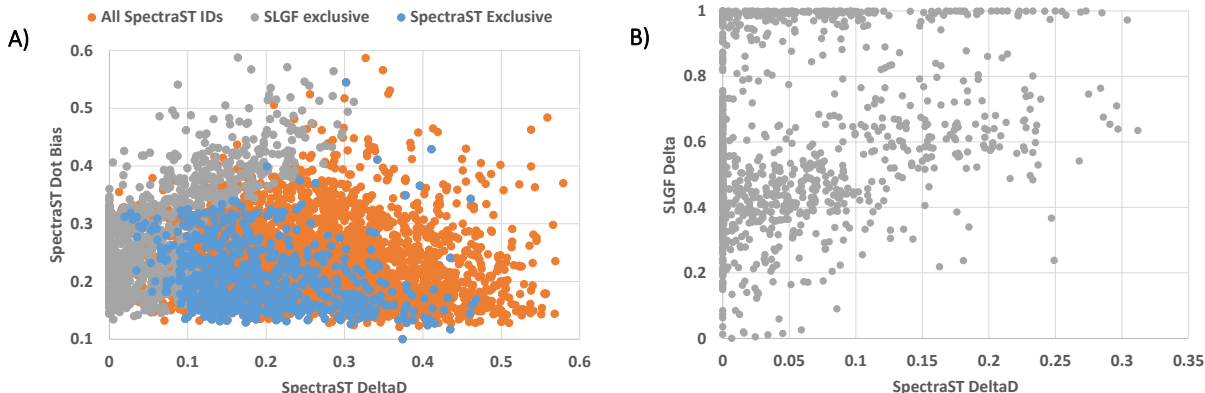 All SpectraST IDs SLGF exclusive SpectraST Exclusive
A)
0.6
0.5
0.4
0.3
0.2
0.1
SpectraST Dot Bias
0 0.1 0.2 0.3 0.4 0.5 0.6
SpectraST DeltaD
B)
1
0.8
0.6
0.4
0.2
0
SLGF Delta
0 0.05 0.1 0.15 0.2 0.25 0.3 0.35
SpectraST DeltaD